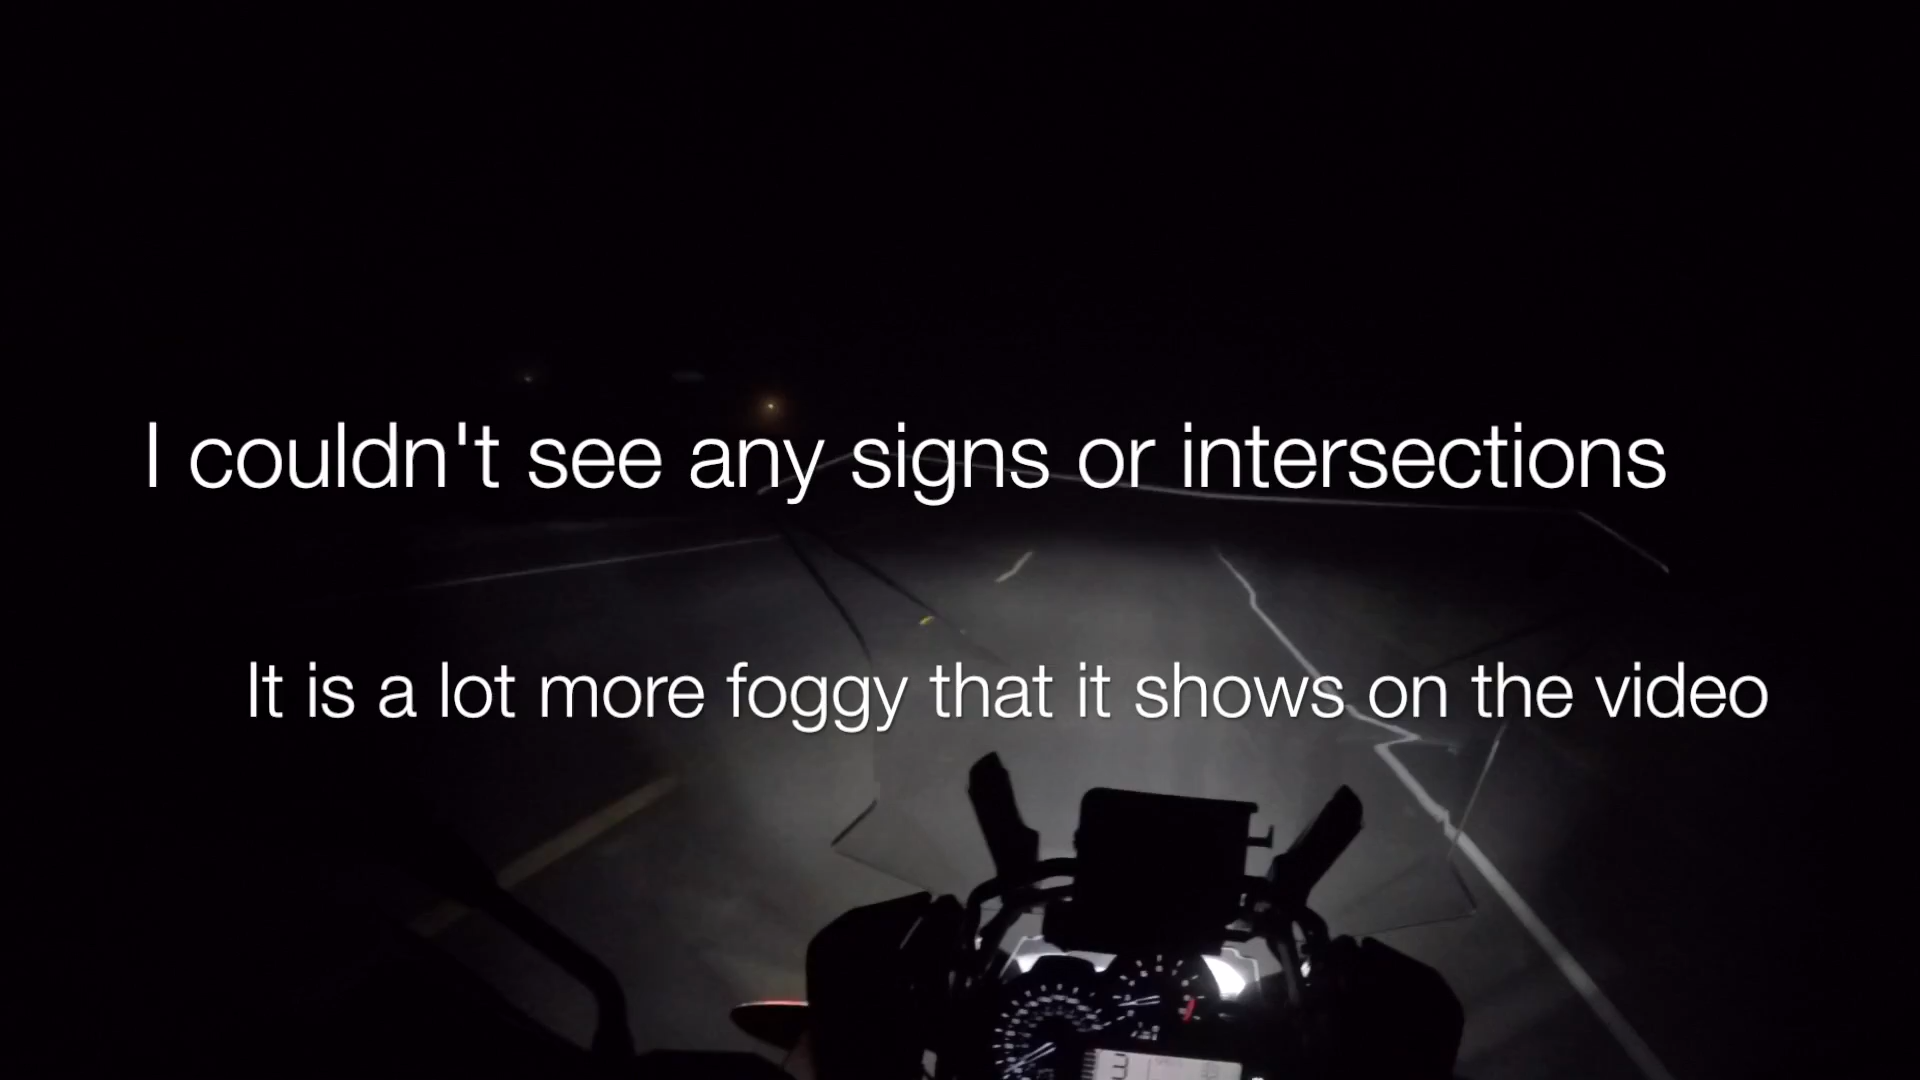 I couldn't see any signs or intersections
It is a lot more foggy that it shows on the video